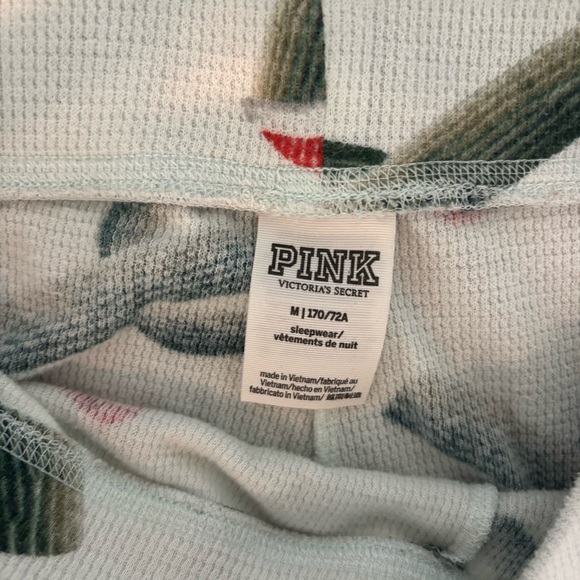 PINK
VICTORIA'S SECRET
M | 170/72A
sleepwear/
vêtements de nuit
made in Vietnam/fabriqué au
Vietnam/hecho en Vietnam/
fabbricato in Vietnam/